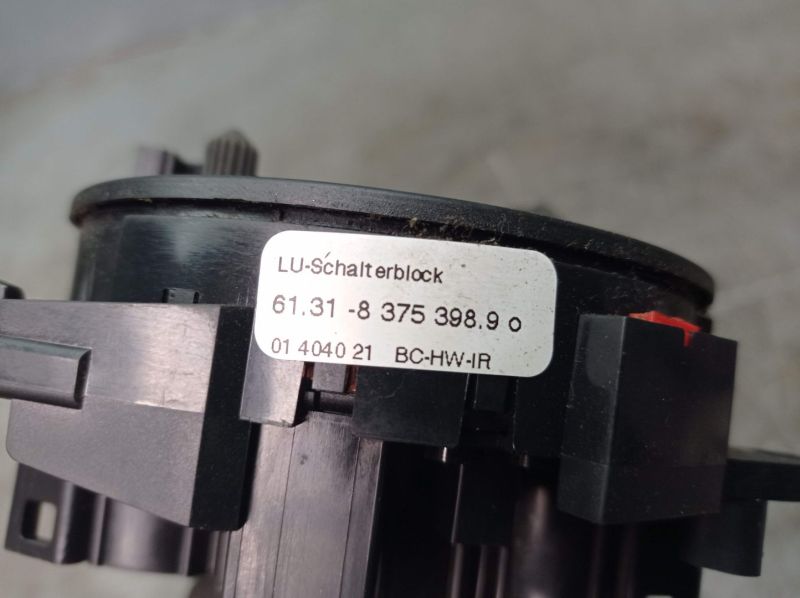 LU-Schalterblock
61.31 -8 375 398.9 o
01 4040 21 BC-HW-IR